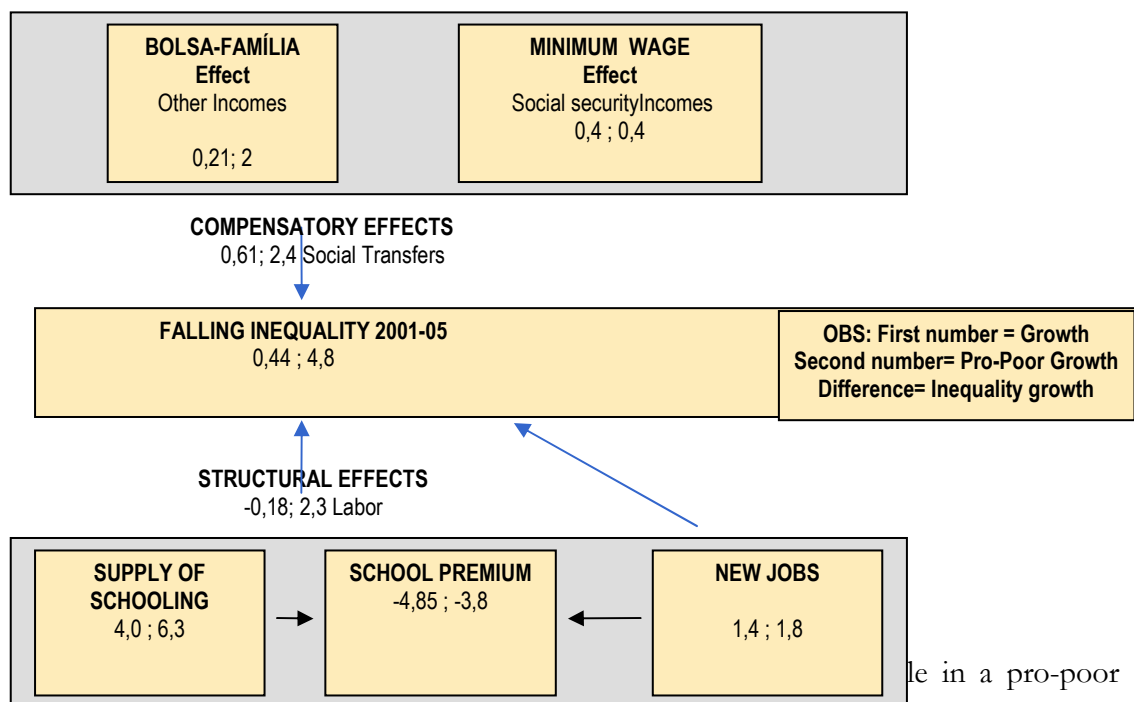 BOLSA-FAMÍLIA
Effect
Other Incomes
0,21; 2
MINIMUM WAGE
Effect
Social securityIncomes
0,4 ; 0,4
COMPENSATORY EFFECTS
0,61; 2,4 Social Transfers
FALLING INEQUALITY 2001-05
0,44 ; 4,8
OBS: First number = Growth
Second number= Pro-Poor Growth
Difference= Inequality growth
STRUCTURAL EFFECTS
-0,18; 2,3 Labor
SUPPLY OF
SCHOOLING
4,0 ; 6,3
SCHOOL PREMIUM
-4,85 ; -3,8
NEW JOBS
1,4 ; 1,8
in a pro-poor